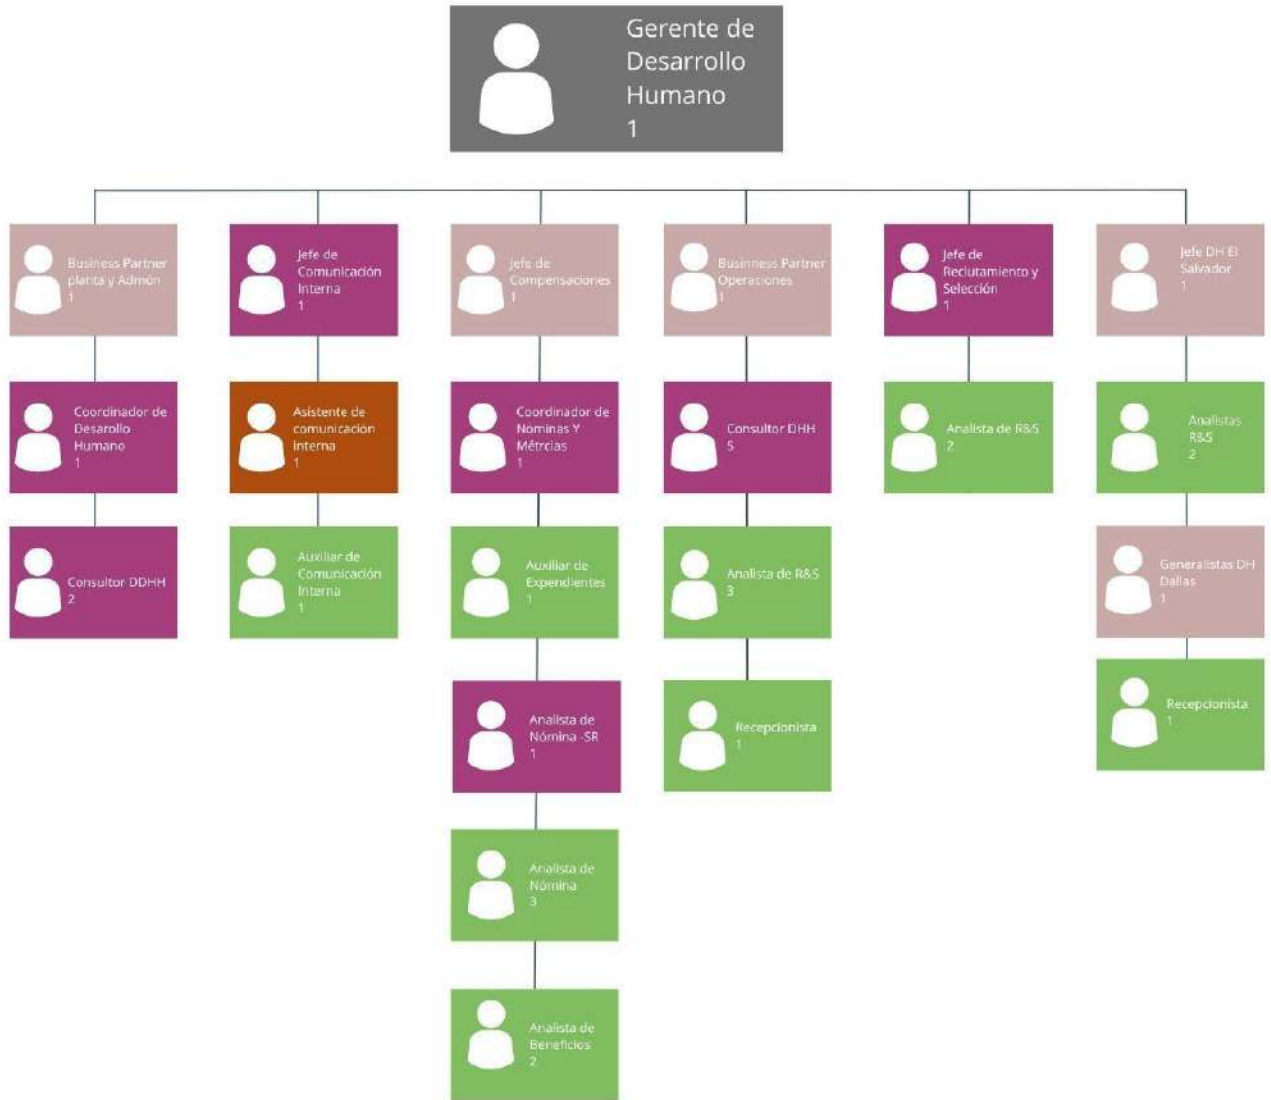 Gerente de
Desarrollo
Humano
1
Business Partner
planta y Admón
1
Jefe de
Comunicación
Interna
1
Jefe de
Compensaciones
1
Businness Partner
Operaciones
1
Jefe de
Reclutamiento y
Selección
1
Jefe DH El
Salvador
1
Coordinador de
Desarollo
Humano
1
Asistente de
comunicación
interna
1
Coordinador de
Nóminas Y
Métrcias
1
Consultor DHH
5
Analista de R&S
2
Analistas
R&S
2
Consultor DDHH
2
Auxiliar de
Comunicación
Interna
1
Auxiliar de
Expendientes
1
Analista de R&S
3
Generalistas DH
Dallas
1
Analista de
Nómina -SR
1
Recepcionista
1
Recepcionista
1
Analista de
Nómina
3
Analista de
Beneficios
2